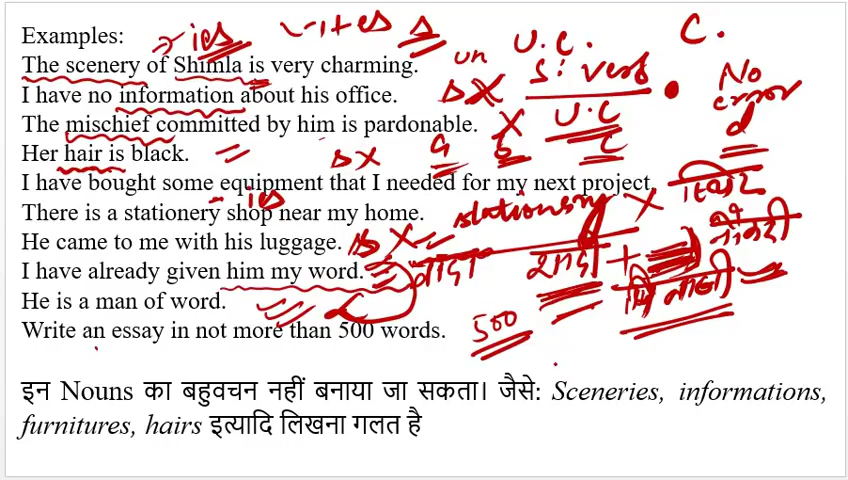 Examples:
ies
s
U.C.
C.
The scenery of Shimla is very charming.
un
S: verb
No
error
I have no information about his office.
s X
U.C
The mischief committed by him is pardonable.
X
Her hair is black.
s X
a
b
c
d
I have bought some equipment that I needed for my next project.
ies
There is a stationery shop near my home.
stationery X
He came to me with his luggage.
s X
I have already given him my word.
वादा
+
He is a man of word.
Write an essay in not more than 500 words.
500
इन Nouns का बहुवचन नहीं बनाया जा सकता। जैसे: Sceneries, informations,
furnitures, hairs इत्यादि लिखना गलत है